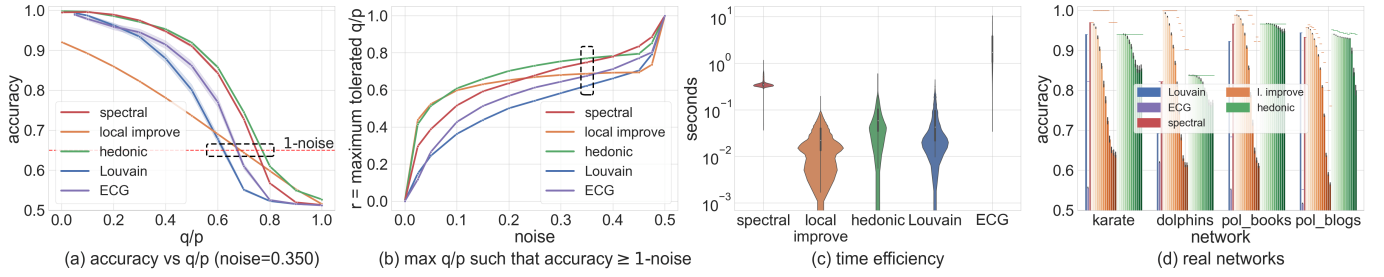 accuracy
1.0
0.9
0.8
0.7
0.6
0.5
spectral
local improve
hedonic
Louvain
ECG
1-noise
0.0 0.2 0.4 0.6 0.8 1.0
q/p
(a) accuracy vs q/p (noise=0.350)
r = maximum tolerated q/p
1.0
0.8
0.6
0.4
0.2
0.0
spectral
local improve
hedonic
Louvain
ECG
0.0 0.1 0.2 0.3 0.4 0.5
noise
(b) max q/p such that accuracy ≥ 1-noise
seconds
10¹
10⁰
10⁻¹
10⁻²
10⁻³
spectral local hedonic Louvain ECG
improve
(c) time efficiency
accuracy
1.0
0.9
0.8
0.7
0.6
0.5
Louvain l. improve
ECG hedonic
spectral
karate dolphins pol_books pol_blogs
network
(d) real networks